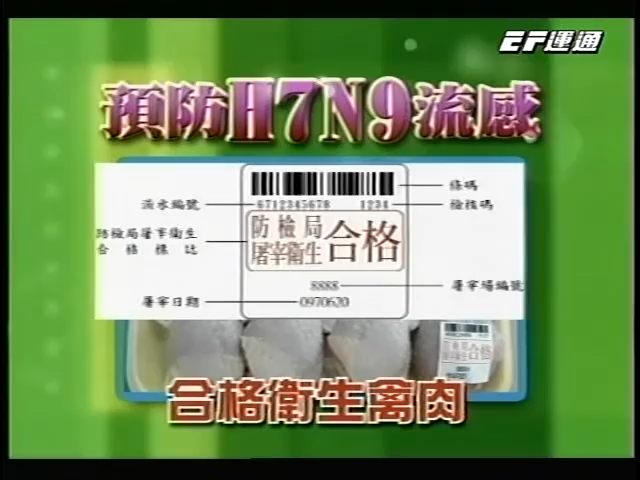 EF運通
預防H7N9流感
條碼
流水編號 6712345678 1234 檢核碼
防檢局屠宰衛生
合格標誌
防檢局
屠宰衛生
合格
8888 屠宰場編號
屠宰日期 0970620
合格
合格衛生禽肉